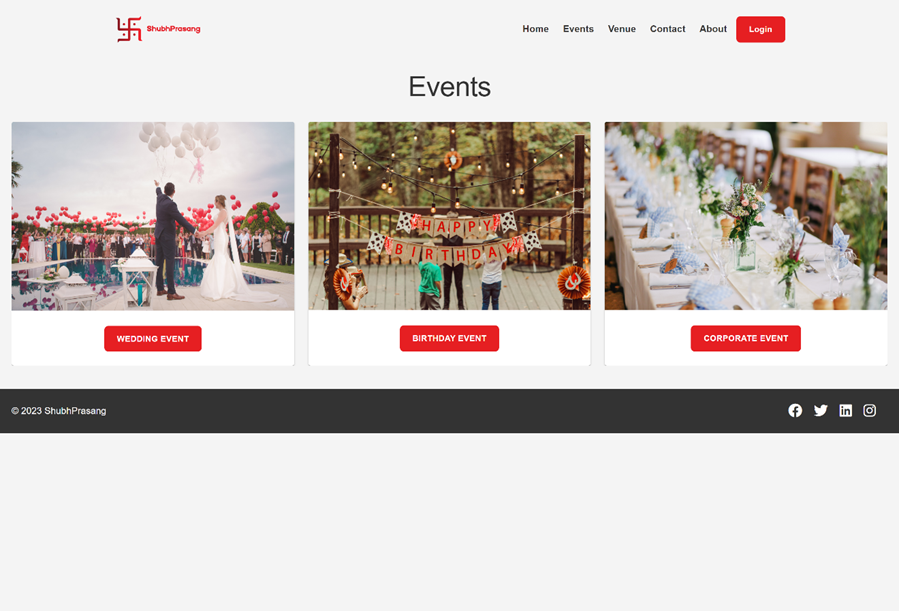 ShubhPrasang
Home Events Venue Contact About Login
Events
HAPPY
BIRTHDAY
WEDDING EVENT
BIRTHDAY EVENT
CORPORATE EVENT
© 2023 ShubhPrasang